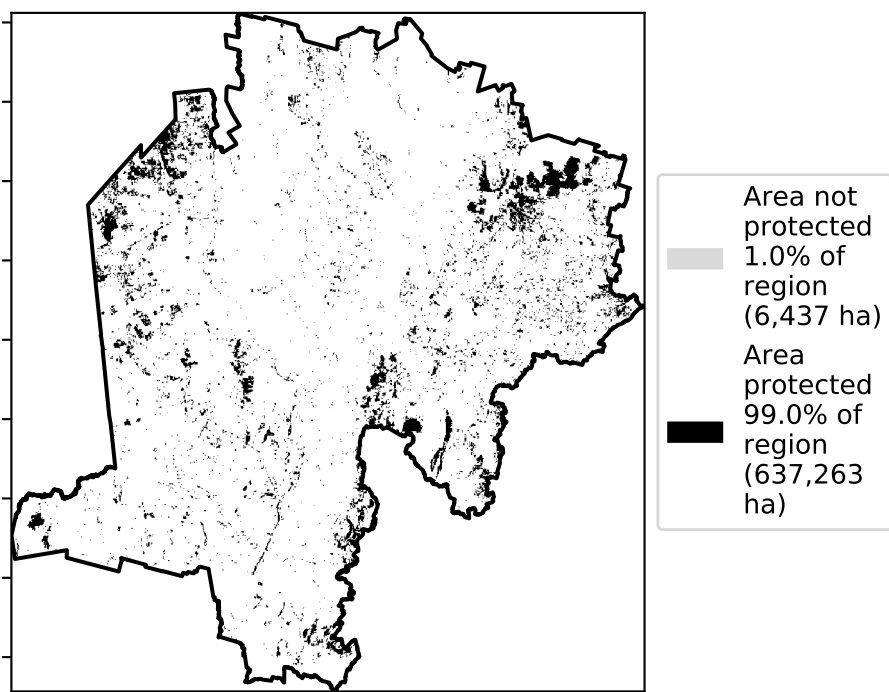 Area not
protected
1.0% of
region
(6,437 ha)
Area
protected
99.0% of
region
(637,263
ha)